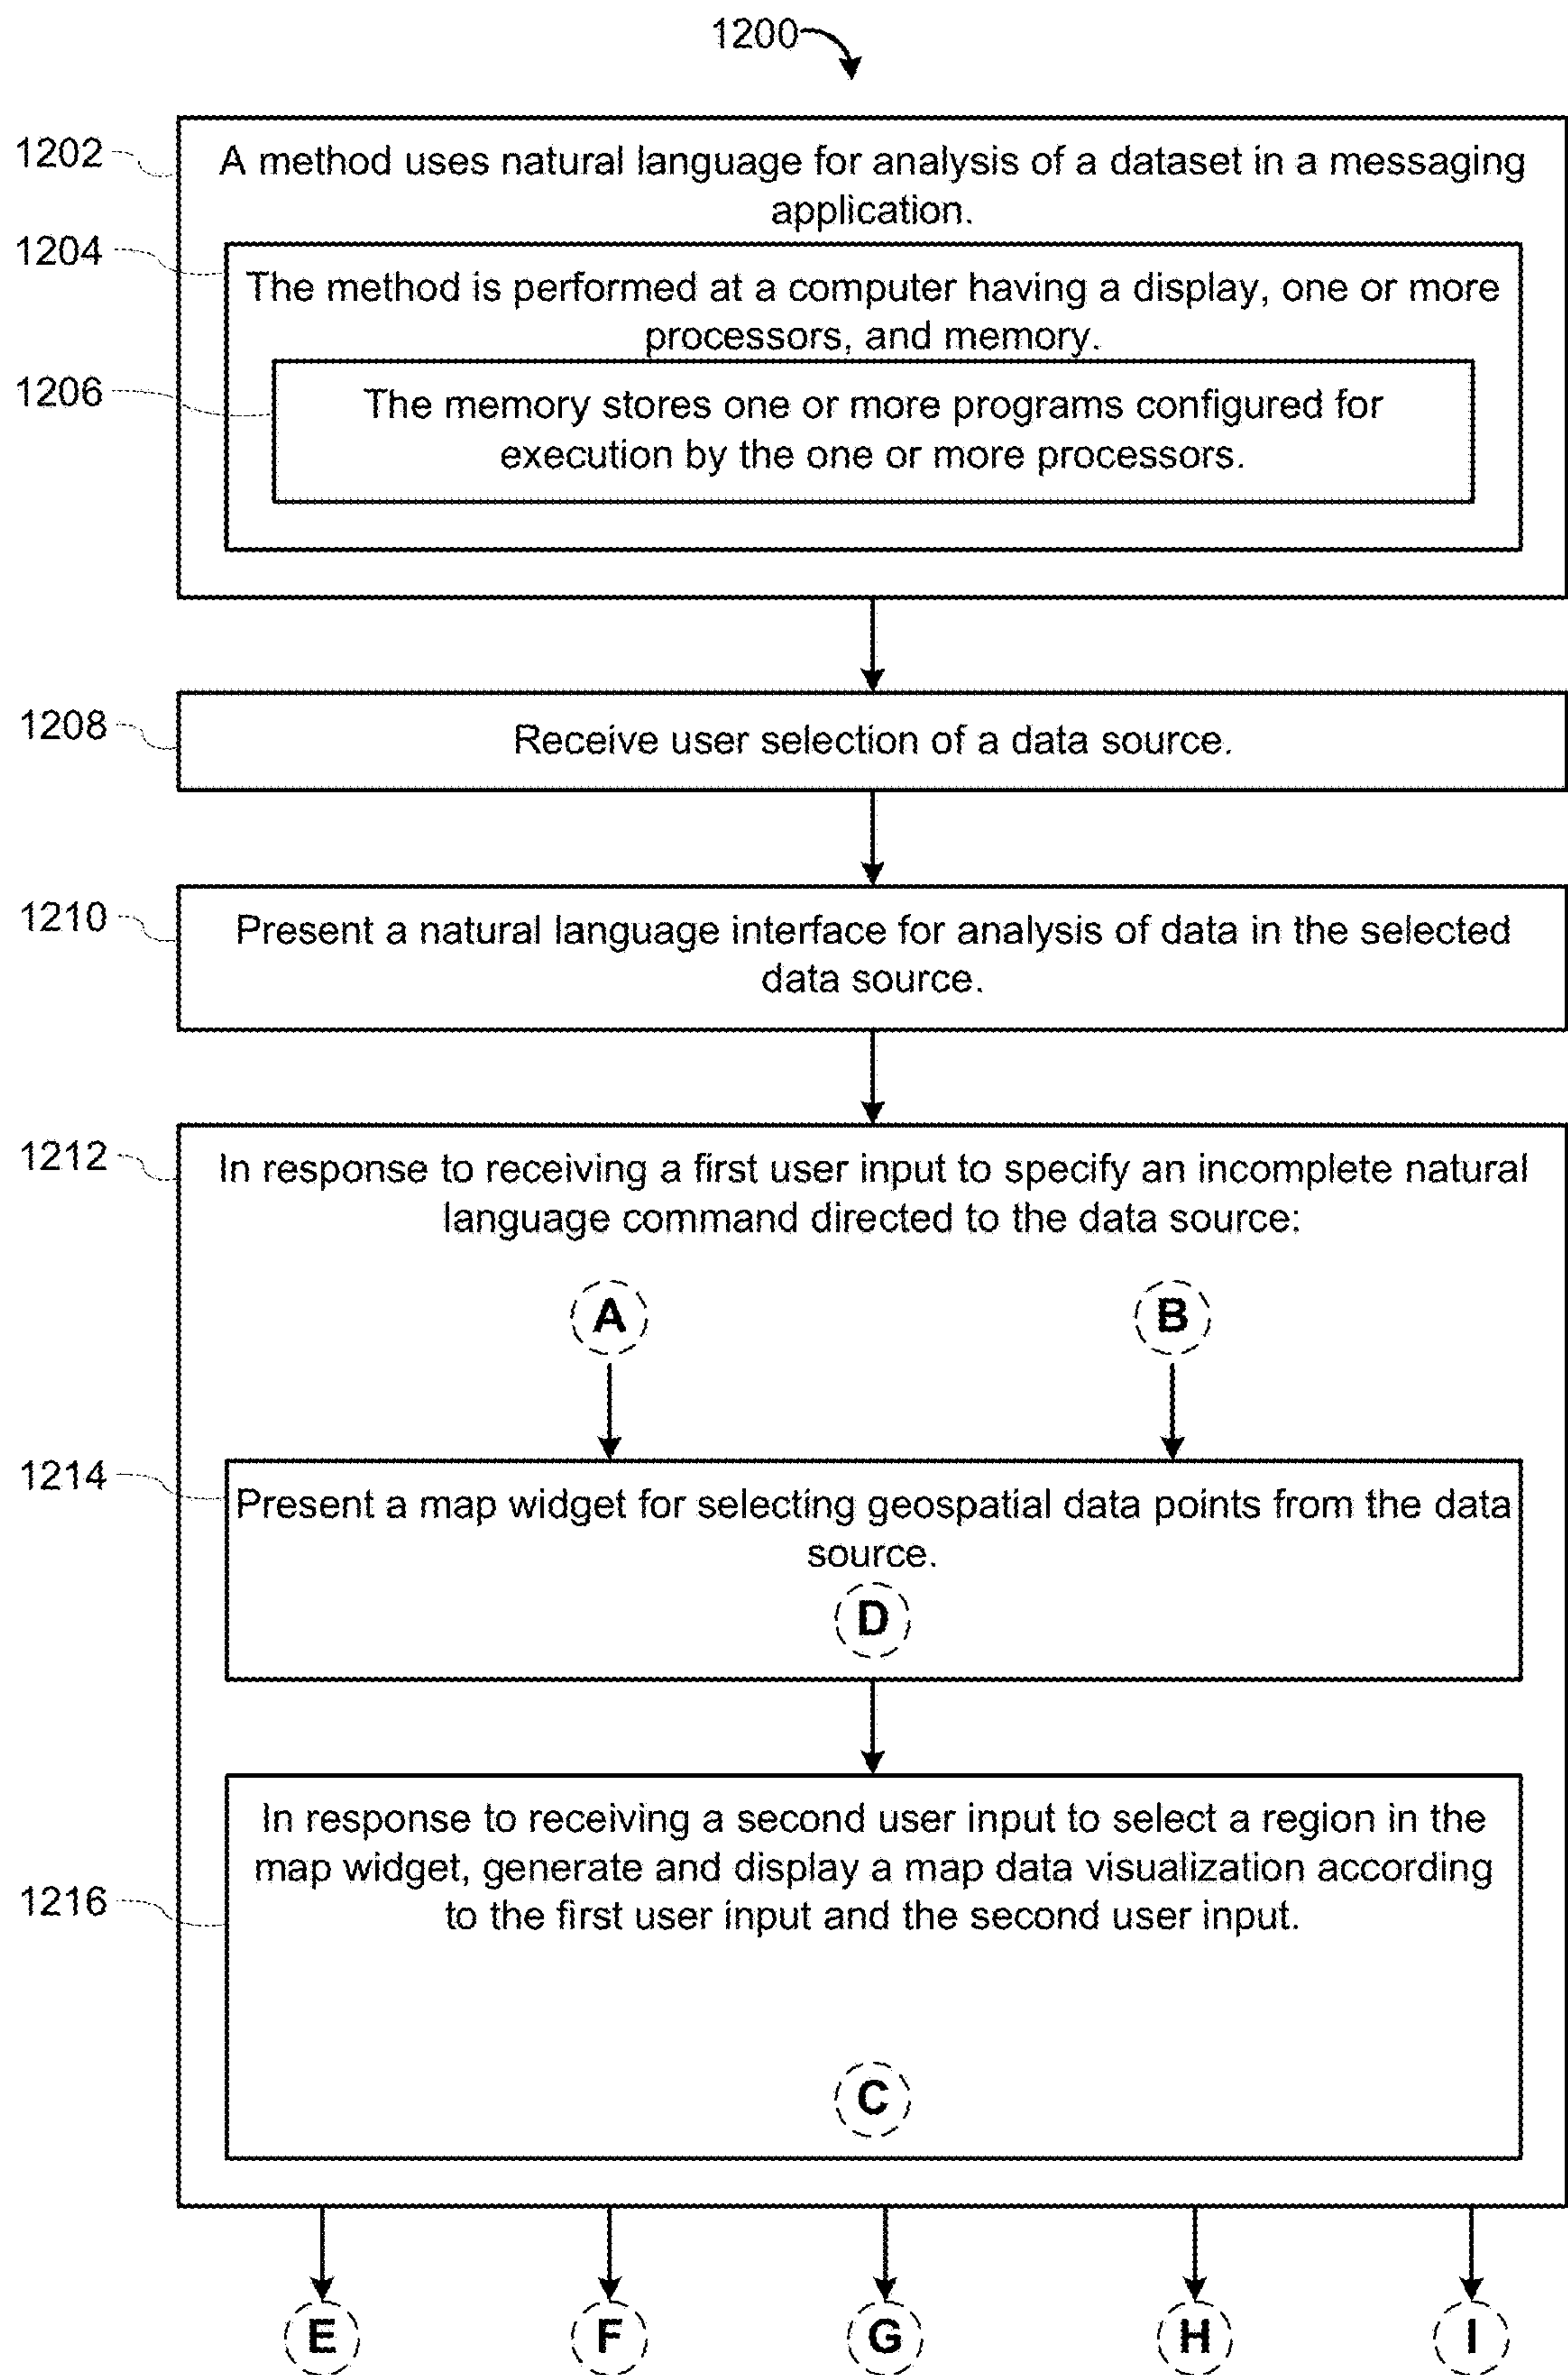 1200
1202
A method uses natural language for analysis of a dataset in a messaging
application.
1204
The method is performed at a computer having a display, one or more
processors, and memory.
1206
The memory stores one or more programs configured for
execution by the one or more processors.
1208
Receive user selection of a data source.
1210
Present a natural language interface for analysis of data in the selected
data source.
1212
In response to receiving a first user input to specify an incomplete natural
language command directed to the data source:
A
B
1214
Present a map widget for selecting geospatial data points from the data
source.
D
In response to receiving a second user input to select a region in the
map widget, generate and display a map data visualization according
1216
to the first user input and the second user input.
C
E
F
G
H
I